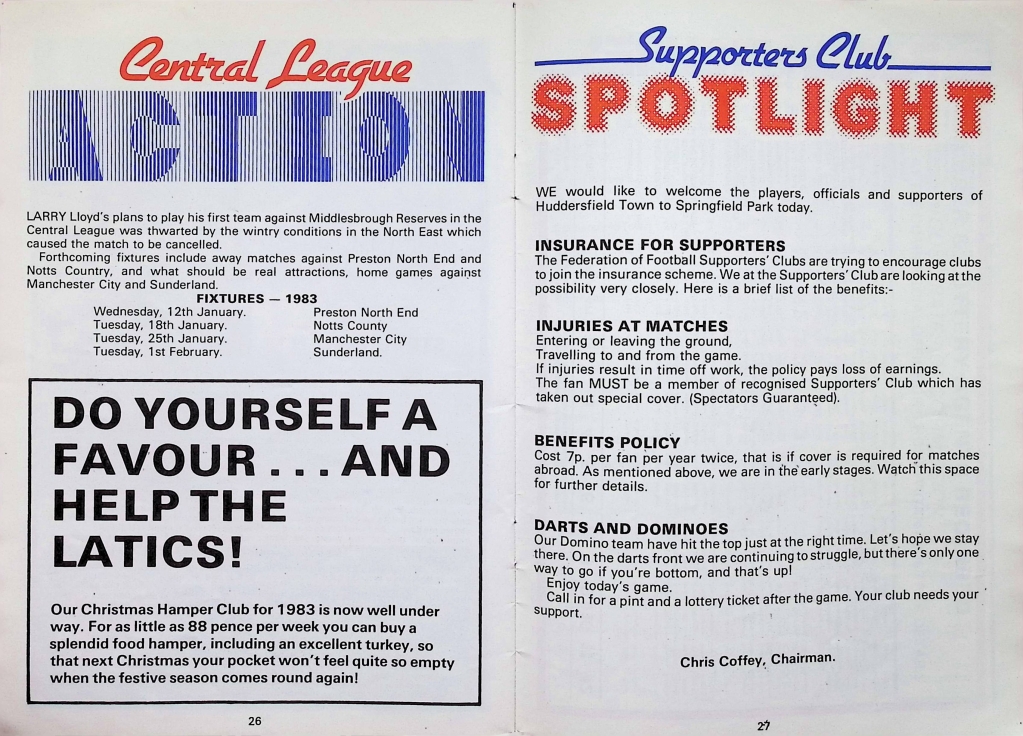 Central League
ACTION
LARRY Lloyd's plans to play his first team against Middlesbrough Reserves in the
Central League was thwarted by the wintry conditions in the North East which
caused the match to be cancelled.
Forthcoming fixtures include away matches against Preston North End and
Notts Country, and what should be real attractions, home games against
Manchester City and Sunderland.
FIXTURES — 1983
Wednesday, 12th January. Preston North End
Tuesday, 18th January. Notts County
Tuesday, 25th January. Manchester City
Tuesday, 1st February. Sunderland.
DO YOURSELF A
FAVOUR . . . AND
HELP THE
LATICS!
Our Christmas Hamper Club for 1983 is now well under
way. For as little as 88 pence per week you can buy a
splendid food hamper, including an excellent turkey, so
that next Christmas your pocket won't feel quite so empty
when the festive season comes round again!
26
Supporters Club
SPOTLIGHT
WE would like to welcome the players, officials and supporters of
Huddersfield Town to Springfield Park today.
INSURANCE FOR SUPPORTERS
The Federation of Football Supporters' Clubs are trying to encourage clubs
to join the insurance scheme. We at the Supporters' Club are looking at the
possibility very closely. Here is a brief list of the benefits:-
INJURIES AT MATCHES
Entering or leaving the ground,
Travelling to and from the game.
If injuries result in time off work, the policy pays loss of earnings.
The fan MUST be a member of recognised Supporters' Club which has
taken out special cover. (Spectators Guaranteed).
BENEFITS POLICY
Cost 7p. per fan per year twice, that is if cover is required for matches
abroad. As mentioned above, we are in the early stages. Watch this space
for further details.
DARTS AND DOMINOES
Our Domino team have hit the top just at the right time. Let's hope we stay
there. On the darts front we are continuing to struggle, but there's only one
way to go if you're bottom, and that's up!
Enjoy today's game.
Call in for a pint and a lottery ticket after the game. Your club needs your
support.
Chris Coffey, Chairman.
27